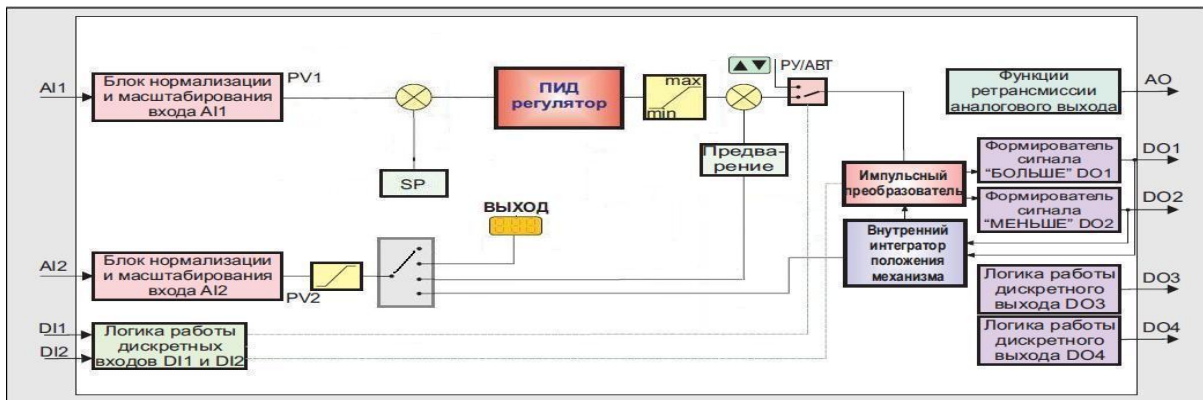 AI1
Блок нормализации
и масштабирования
входа AI1
PV1
SP
ПИД
регулятор
max
min
РУ/АВТ
Предва-
рение
Функции
ретрансмиссии
аналогового выхода
AO
Импульсный
преобразователь
Формирователь
сигнала
“БОЛЬШЕ” DO1
DO1
Формирователь
сигнала
“МЕНЬШЕ” DO2
DO2
Внутренний
интегратор
положения
механизма
ВЫХОД
AI2
Блок нормализации
и масштабирования
входа AI2
PV2
Логика работы
дискретного
выхода DO3
DO3
DI1
DI2
Логика работы
дискретных
входов DI1 и DI2
Логика работы
дискретного
выхода DO4
DO4